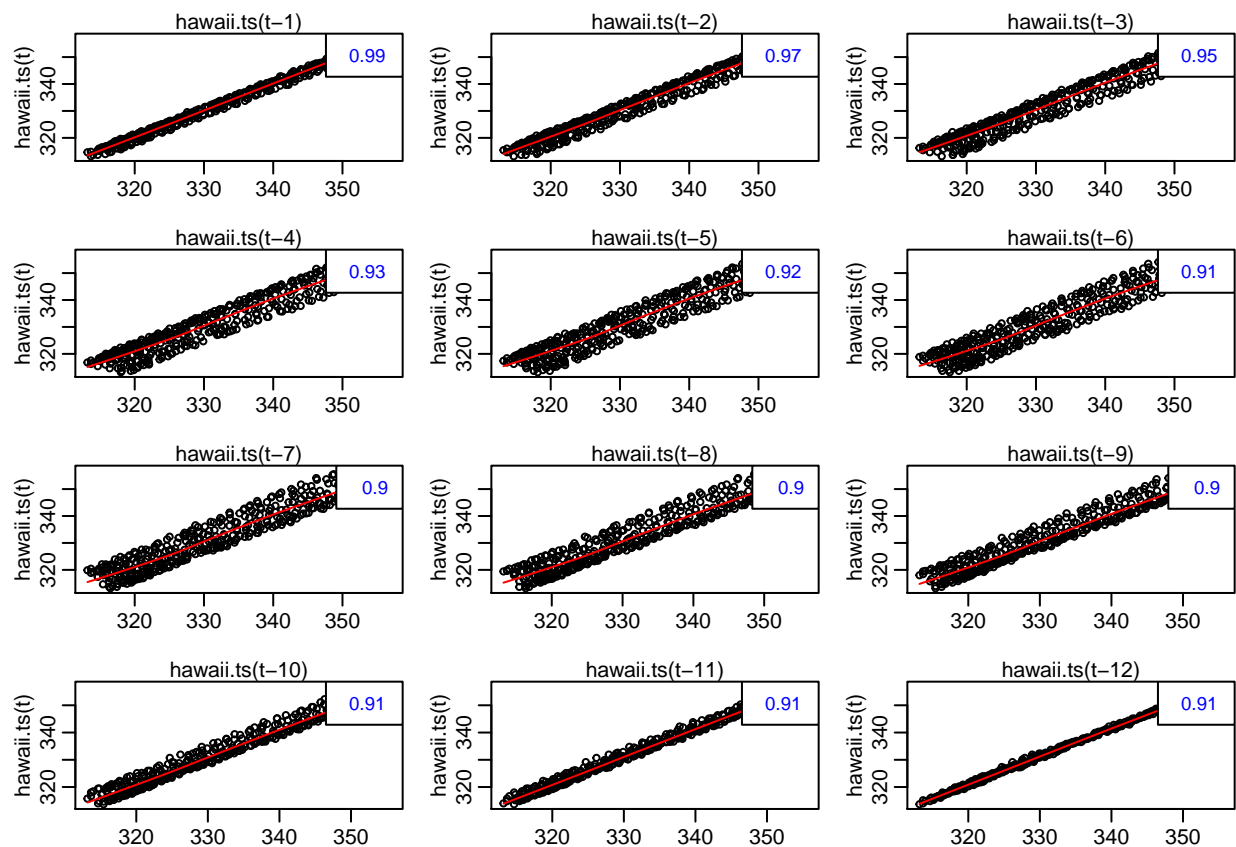 hawaii.ts(t−1) hawaii.ts(t−2) hawaii.ts(t−3)
0.99 0.97 0.95
hawaii.ts(t) hawaii.ts(t) hawaii.ts(t)
320 340 320 340 320 340
320 330 340 350 320 330 340 350 320 330 340 350
hawaii.ts(t−4) hawaii.ts(t−5) hawaii.ts(t−6)
0.93 0.92 0.91
hawaii.ts(t) hawaii.ts(t) hawaii.ts(t)
320 340 320 340 320 340
320 330 340 350 320 330 340 350 320 330 340 350
hawaii.ts(t−7) hawaii.ts(t−8) hawaii.ts(t−9)
0.9 0.9 0.9
hawaii.ts(t) hawaii.ts(t) hawaii.ts(t)
320 340 320 340 320 340
320 330 340 350 320 330 340 350 320 330 340 350
hawaii.ts(t−10) hawaii.ts(t−11) hawaii.ts(t−12)
0.91 0.91 0.91
hawaii.ts(t) hawaii.ts(t) hawaii.ts(t)
320 340 320 340 320 340
320 330 340 350 320 330 340 350 320 330 340 350